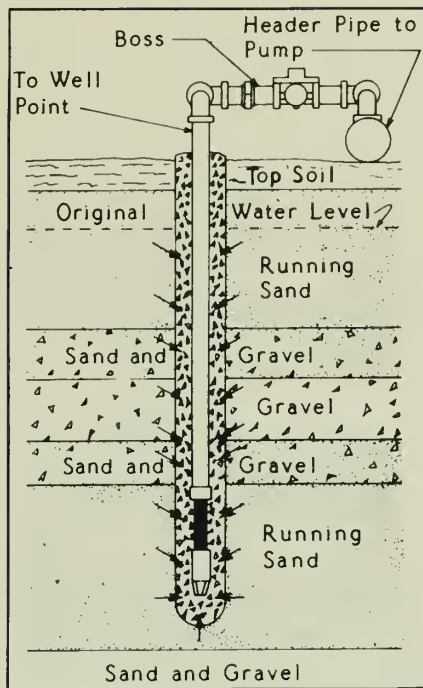 Header Pipe to
Pump
Boss
To Well
Point
Top Soil
Original Water Level
Running
Sand
Sand and Gravel
Gravel
Sand and Gravel
Running
Sand
Sand and Gravel